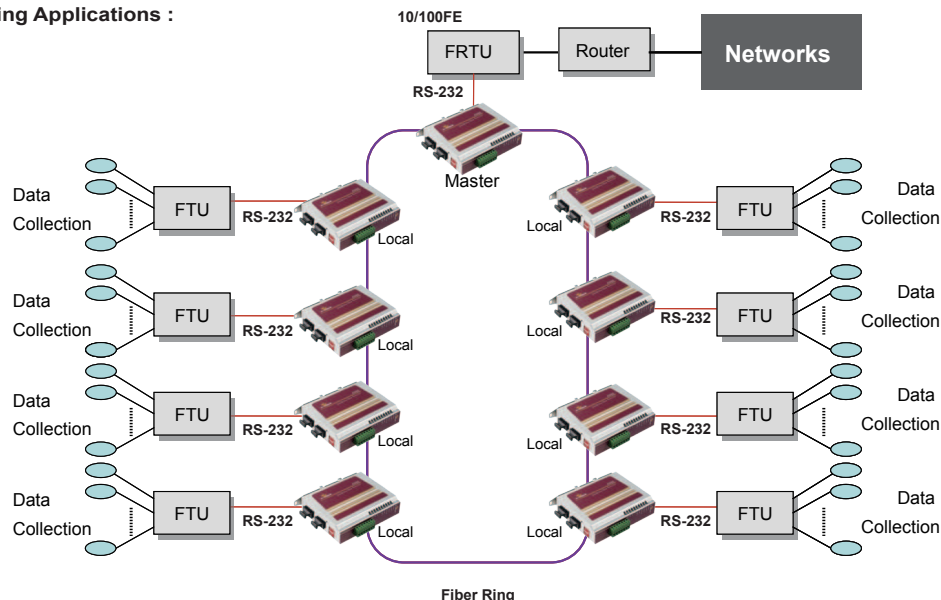 ing Applications :
10/100FE
FRTU
Router
Networks
RS-232
Master
Data
Collection
FTU
RS-232
Local
Local
RS-232
FTU
Data
Collection
Data
Collection
FTU
RS-232
Local
Local
RS-232
FTU
Data
Collection
Data
Collection
FTU
RS-232
Local
Local
RS-232
FTU
Data
Collection
Data
Collection
FTU
RS-232
Local
Local
RS-232
FTU
Data
Collection
Fiber Ring